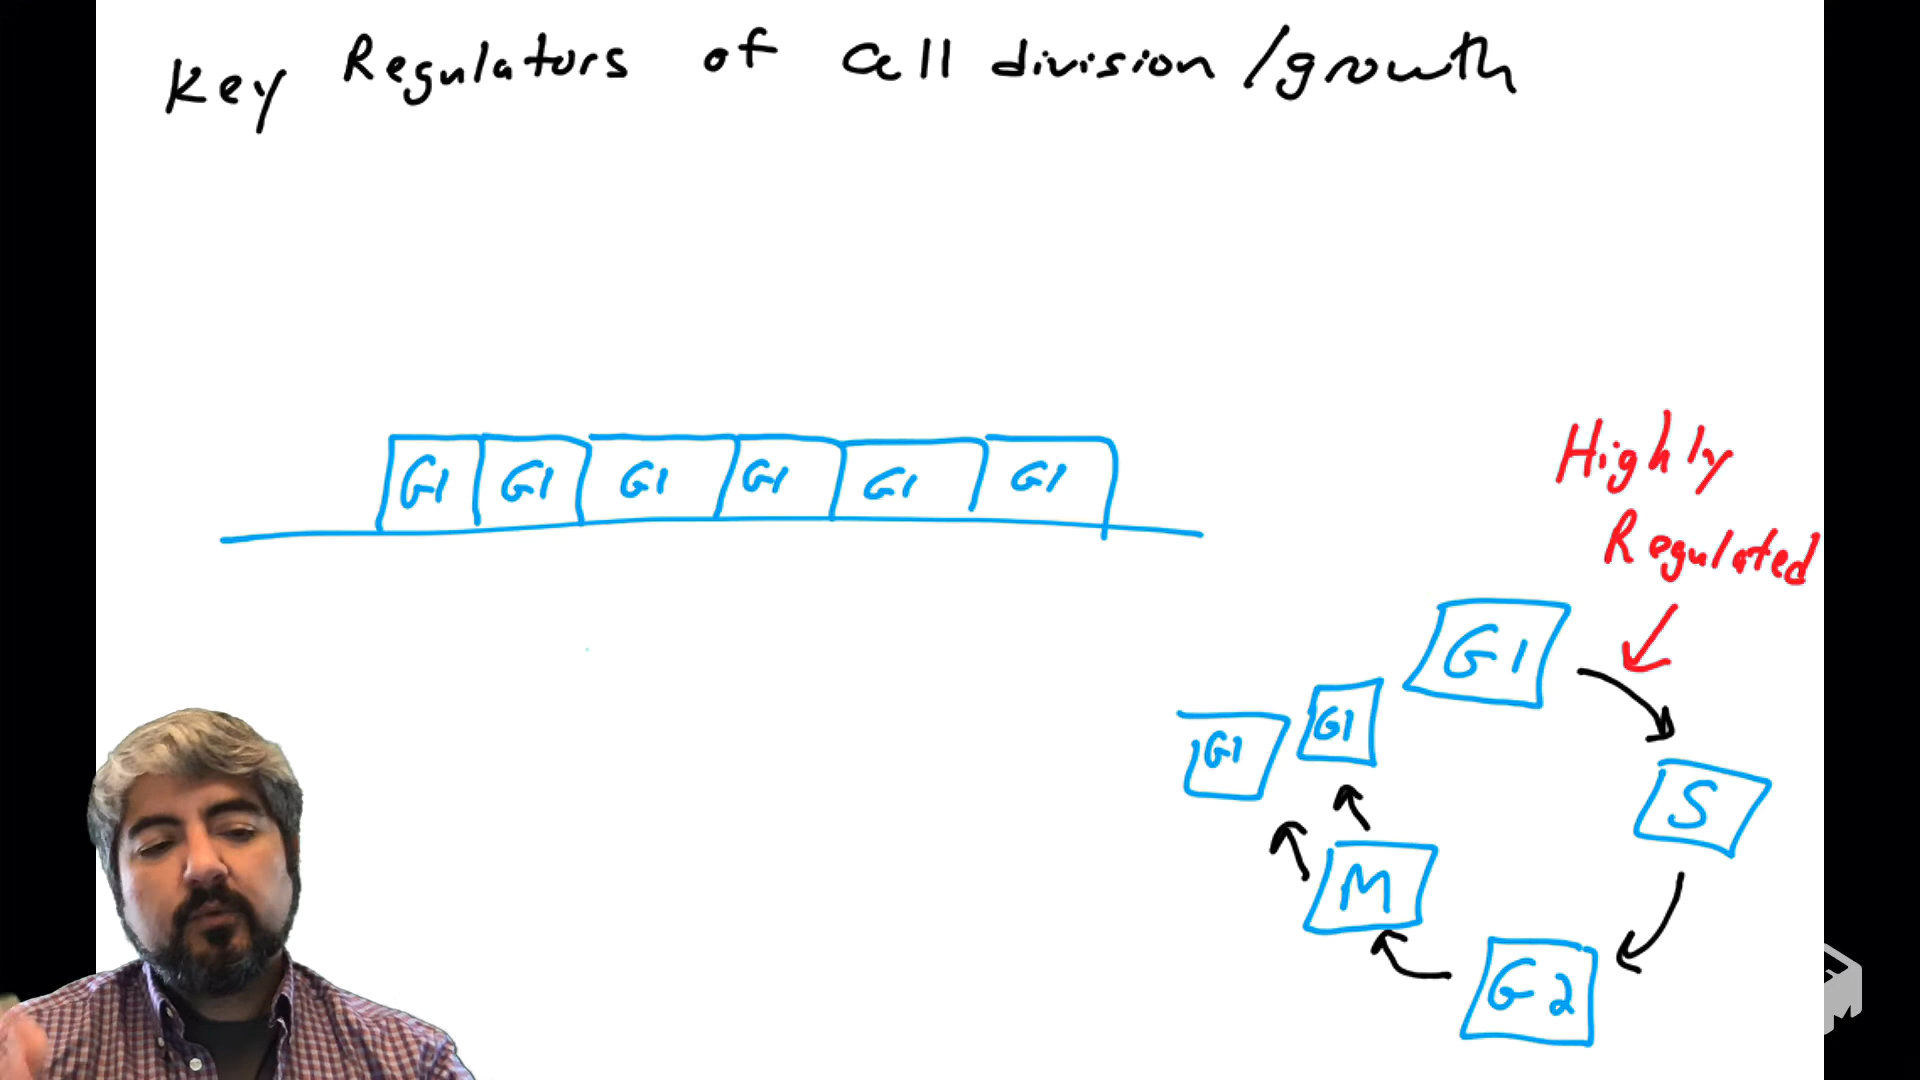 Key Regulators of cell division/growth
G1 G1 G1 G1 G1 G1
Highly
Regulated
G1
G1
G1
S
M
G2